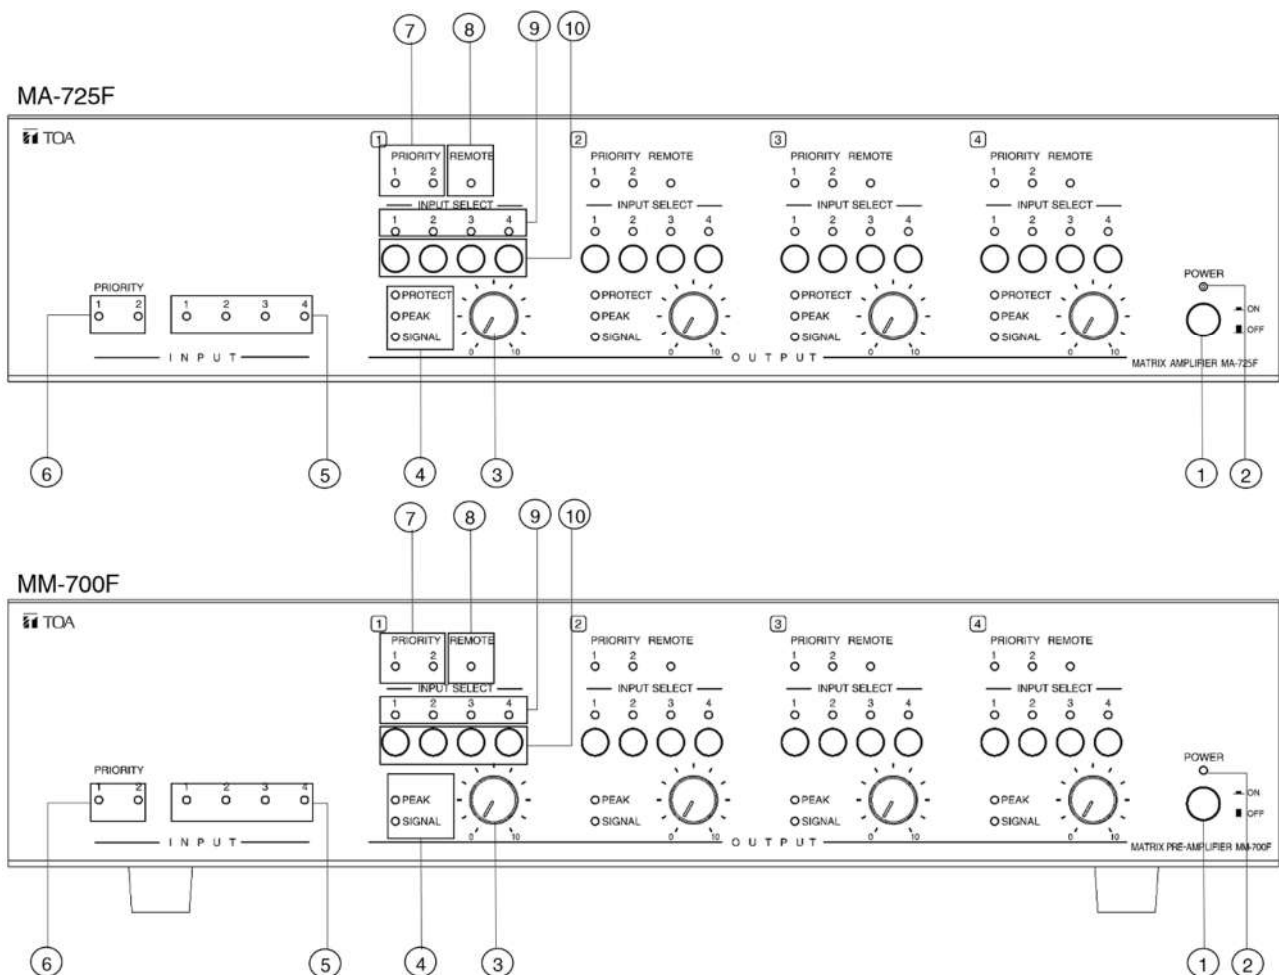 7 8 9 10
MA-725F
TOA
1 2 3 4
PRIORITY REMOTE PRIORITY REMOTE PRIORITY REMOTE PRIORITY REMOTE
1 2 1 2 1 2 1 2
INPUT SELECT INPUT SELECT INPUT SELECT INPUT SELECT
1 2 3 4 1 2 3 4 1 2 3 4 1 2 3 4
POWER
PRIORITY
1 2 1 2 3 4
PROTECT PROTECT PROTECT PROTECT
ON
PEAK PEAK PEAK PEAK
OFF
SIGNAL SIGNAL SIGNAL SIGNAL
0 10 0 10 0 10 0 10
INPUT OUTPUT
MATRIX AMPLIFIER MA-725F
6 5 4 3 1 2
7 8 9 10
MM-700F
TOA
1 2 3 4
PRIORITY REMOTE PRIORITY REMOTE PRIORITY REMOTE PRIORITY REMOTE
1 2 1 2 1 2 1 2
INPUT SELECT INPUT SELECT INPUT SELECT INPUT SELECT
1 2 3 4 1 2 3 4 1 2 3 4 1 2 3 4
POWER
PRIORITY
1 2 1 2 3 4
ON
PEAK PEAK PEAK PEAK
OFF
SIGNAL SIGNAL SIGNAL SIGNAL
0 10 0 10 0 10 0 10
INPUT OUTPUT
MATRIX PRE-AMPLIFIER MM-700F
6 5 4 3 1 2